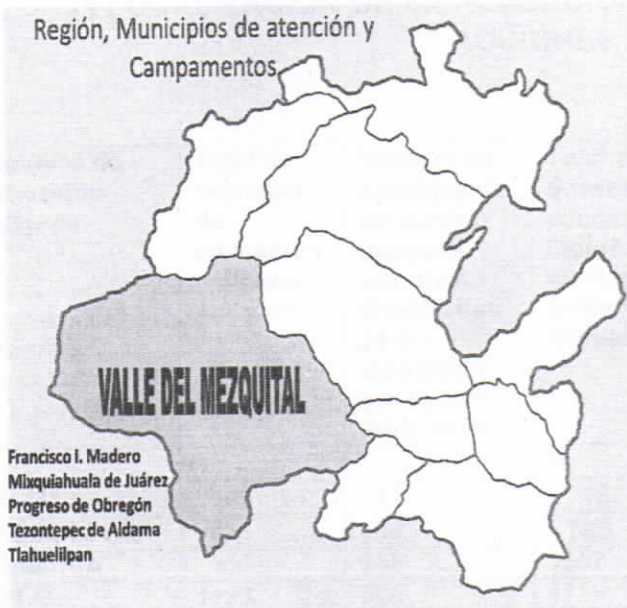 Región, Municipios de atención y
Campamentos
VALLE DEL MEZQUITAL
Francisco I. Madero
Mixquiahuala de Juárez
Progreso de Obregón
Tezontepec de Aldama
Tlahuelilpan